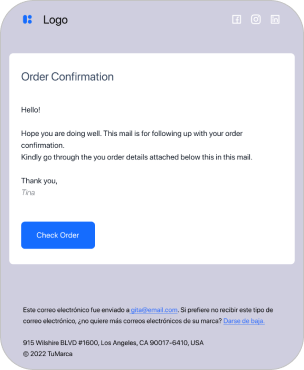 Logo
Order Confirmation
Hello!
Hope you are doing well. This mail is for following up with your order
confirmation.
Kindly go through the you order details attached below this in this mail.
Thank you,
Tina
Check Order
Este correo electrónico fue enviado a gita@email.com. Si prefiere no recibir este tipo de
correo electrónico, ¿no quiere más correos electrónicos de su marca? Darse de baja.
915 Wilshire BLVD #1600, Los Angeles, CA 90017-6410, USA
© 2022 TuMarca